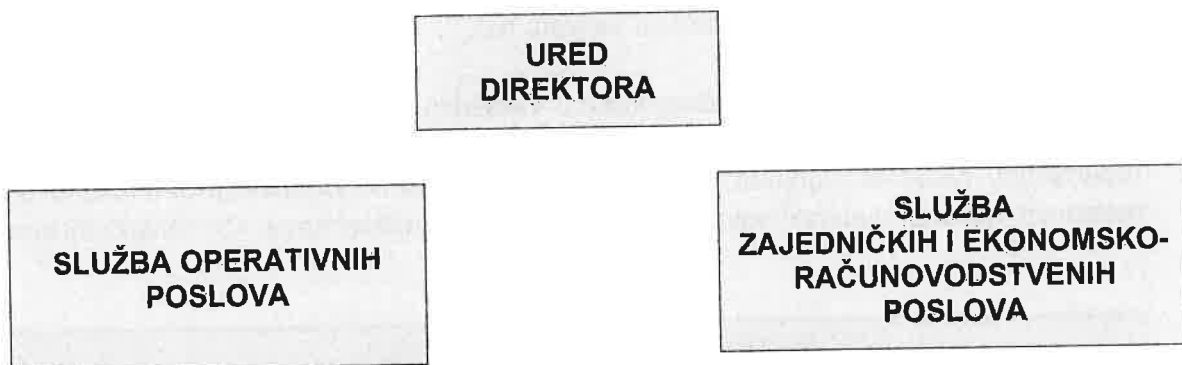 URED
DIREKTORA
SLUŽBA OPERATIVNIH
POSLOVA
SLUŽBA
ZAJEDNIČKIH I EKONOMSKO-
RAČUNOVODSTVENIH
POSLOVA